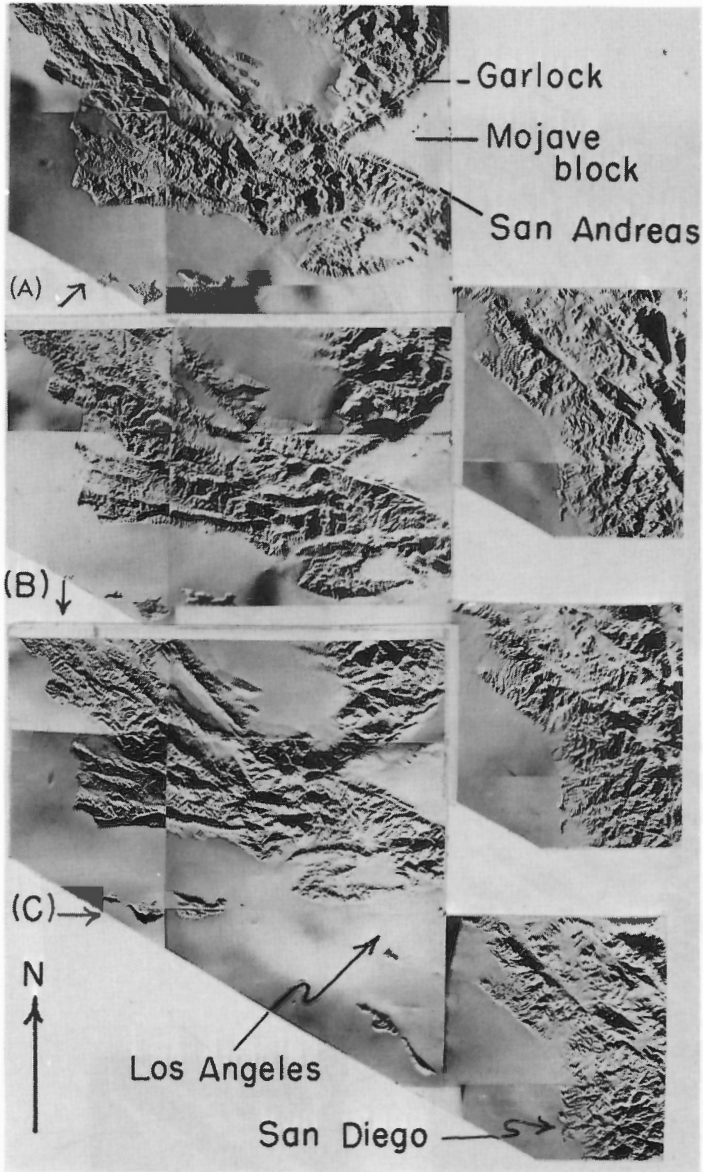 Garlock
Mojave
block
San Andreas
(A)
(B)
(C)
N
Los Angeles
San Diego